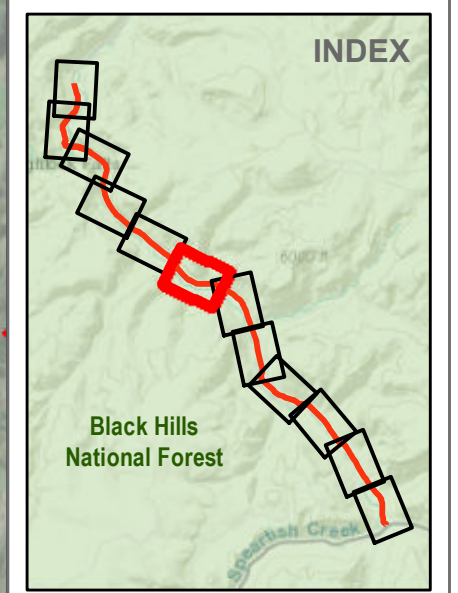 INDEX
6000 ft
Black Hills
National Forest
Spearfish Creek